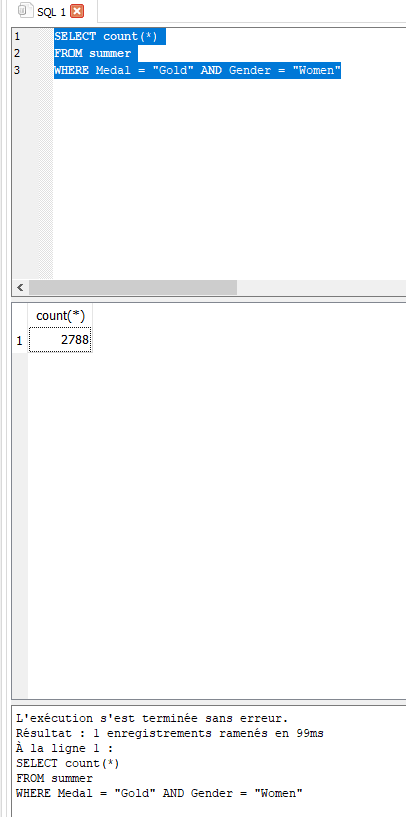 SQL 1
1 SELECT count(*)
2 FROM summer
3 WHERE Medal = "Gold" AND Gender = "Women"
count(*)
1 2788
L'exécution s'est terminée sans erreur.
Résultat : 1 enregistrements ramenés en 99ms
À la ligne 1 :
SELECT count(*)
FROM summer
WHERE Medal = "Gold" AND Gender = "Women"